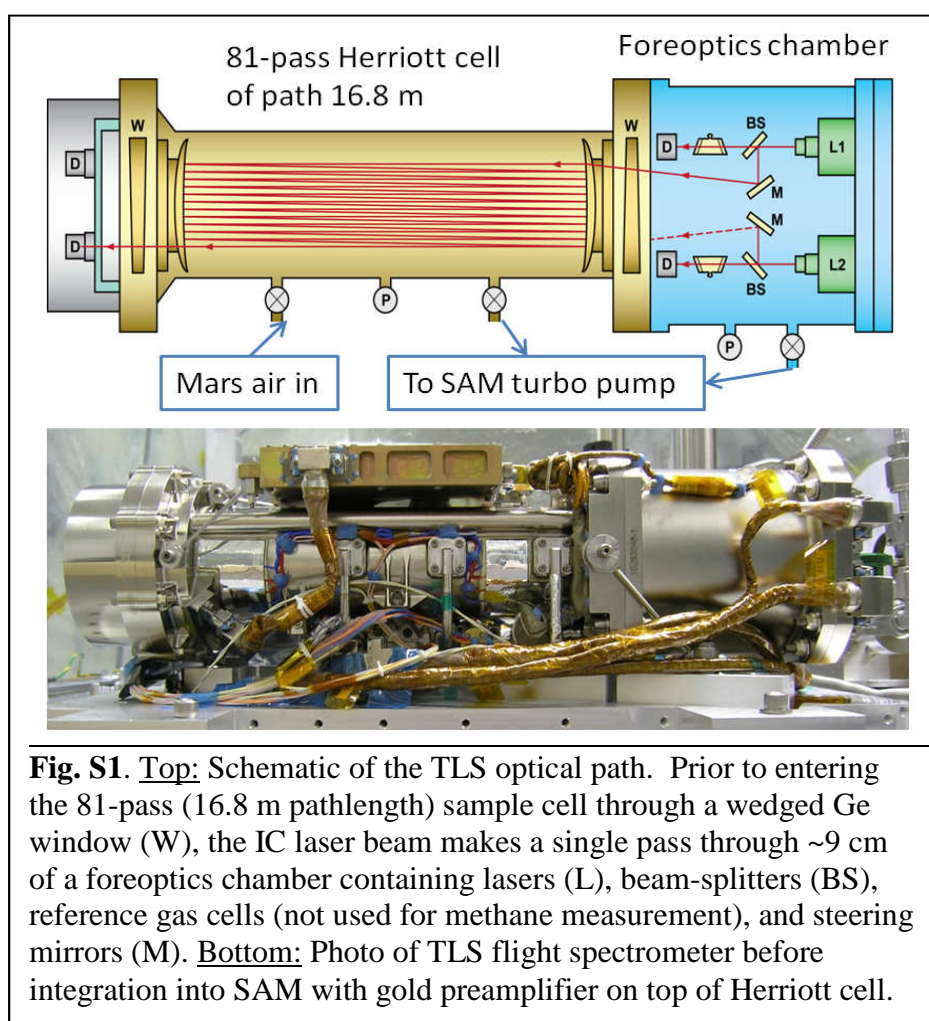 81-pass Herriott cell
of path 16.8 m
Foreoptics chamber
W
W
BS
D
D
L1
M
M
D
D
L2
BS
P
P
Mars air in
To SAM turbo pump
Fig. S1. Top: Schematic of the TLS optical path.  Prior to entering
the 81-pass (16.8 m pathlength) sample cell through a wedged Ge
window (W), the IC laser beam makes a single pass through ~9 cm
of a foreoptics chamber containing lasers (L), beam-splitters (BS),
reference gas cells (not used for methane measurement), and steering
mirrors (M). Bottom: Photo of TLS flight spectrometer before
integration into SAM with gold preamplifier on top of Herriott cell.